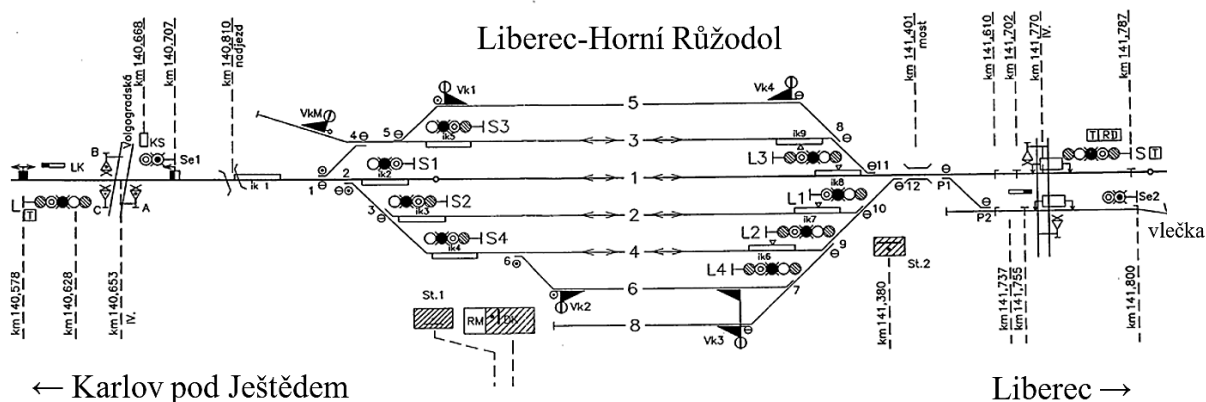 Liberec-Horní Růžodol
km 140,668
km 140,707
km 140,810
nadjezd
km 141,401
most
km 141,610
km 141,702
km 141,770
IV.
km 141,787
Volgogradská
Vk1
Vk4
VkM
5
4
5
S3
3
ik5
ik9
8
B
KS
Se1
LK
S1
L3
11
T RD
S T
ik 1
ik2
ik8
1
2
1
12
P1
L
T
C
A
S2
L1
Se2
3
ik3
2
ik7
10
P2
vlečka
S4
L2
ik4
4
ik6
9
6
L4
St.2
Vk2
6
7
St.1
RM
DK
8
Vk3
km 140,578
km 140,628
km 140,653
IV.
km 141,380
km 141,737
km 141,755
km 141,800
← Karlov pod Ještědem
Liberec →